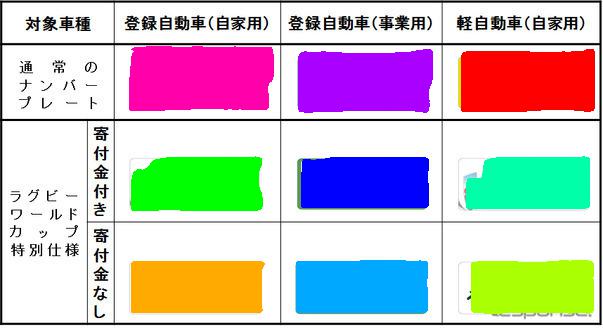 対象車種
登録自動車（自家用）
登録自動車（事業用）
軽自動車（自家用）
通常の
ナンバー
プレート
ラグビー
ワールド
カップ
特別仕様
寄付金付き
寄付金なし